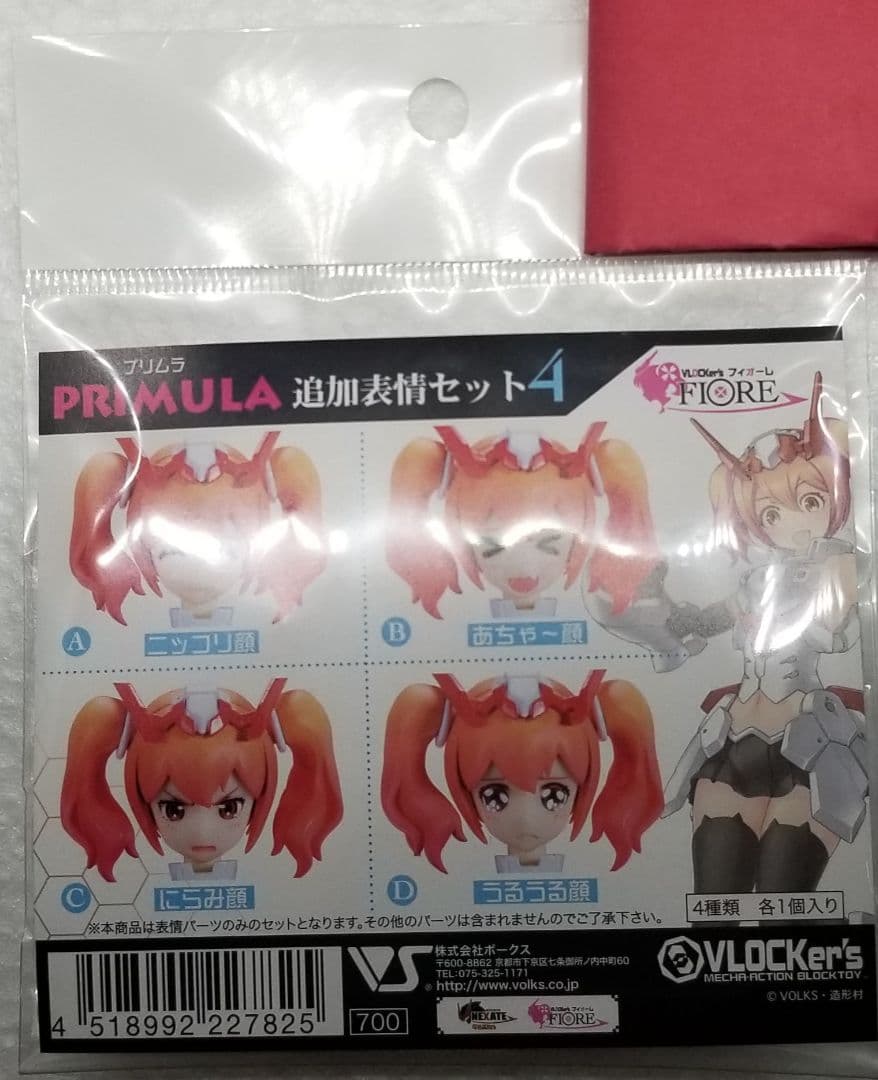 プリムラ
PRIMULA 追加表情セット4
VLOCKer's フィオーレ
FIORE
A ニッコリ顔
B あちゃ～顔
C にらみ顔
D うるうる顔
4種類 各1個入り
※本商品は表情パーツのみのセットとなります。その他のパーツは含まれませんのでご了承下さい。
VS
株式会社ボークス
〒600-8862 京都市下京区七条御所ノ内中町60
TEL:075-325-1171
®http://www.volks.co.jp
VLOCKer's
MECHA-ACTION BLOCKTOY
© VOLKS・造形村
4 518992 227825
700
HEXATE
FIORE